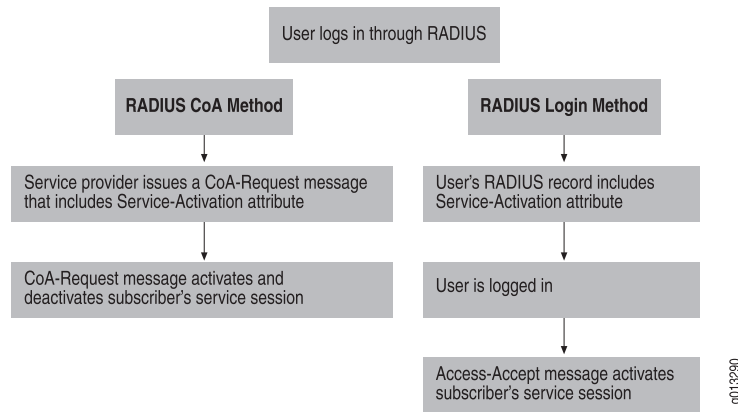 User logs in through RADIUS
RADIUS CoA Method
Service provider issues a CoA-Request message
that includes Service-Activation attribute
CoA-Request message activates and
deactivates subscriber's service session
RADIUS Login Method
User's RADIUS record includes
Service-Activation attribute
User is logged in
Access-Accept message activates
subscriber's service session
g013290